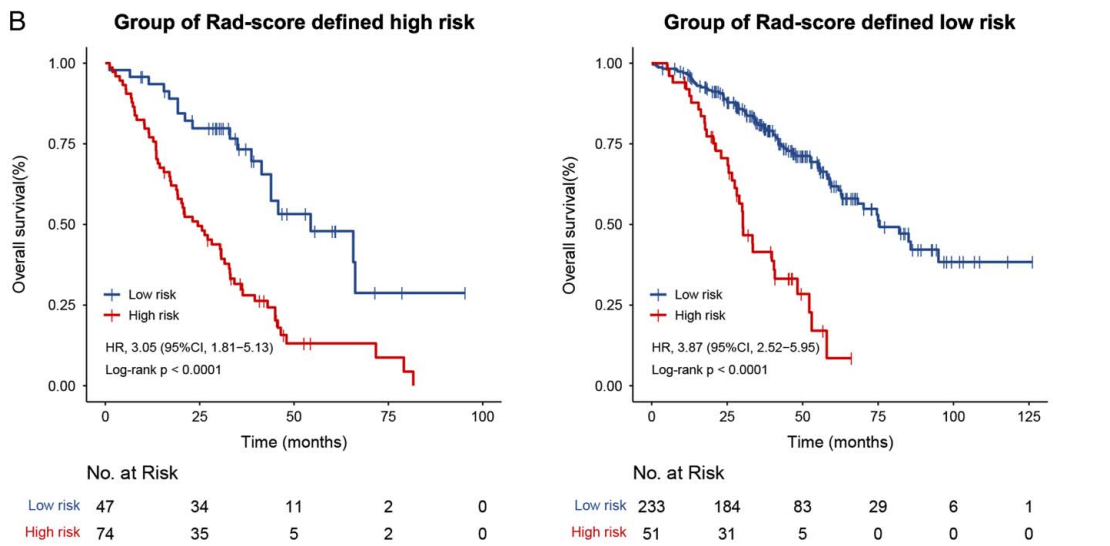 B
Group of Rad-score defined high risk
Overall survival(%)
1.00
0.75
0.50
0.25
0.00
Low risk
High risk
HR, 3.05 (95%CI, 1.81−5.13)
Log-rank p < 0.0001
0 25 50 75 100
Time (months)
No. at Risk
Low risk 47 34 11 2 0
High risk 74 35 5 2 0
Group of Rad-score defined low risk
Overall survival(%)
1.00
0.75
0.50
0.25
0.00
Low risk
High risk
HR, 3.87 (95%CI, 2.52−5.95)
Log-rank p < 0.0001
0 25 50 75 100 125
Time (months)
No. at Risk
Low risk 233 184 83 29 6 1
High risk 51 31 5 0 0 0